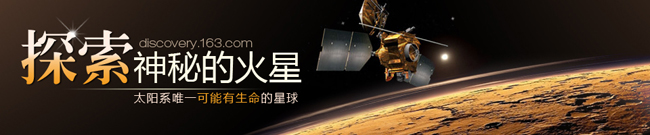 探索
discovery.163.com
神秘的火星
太阳系唯一可能有生命的星球